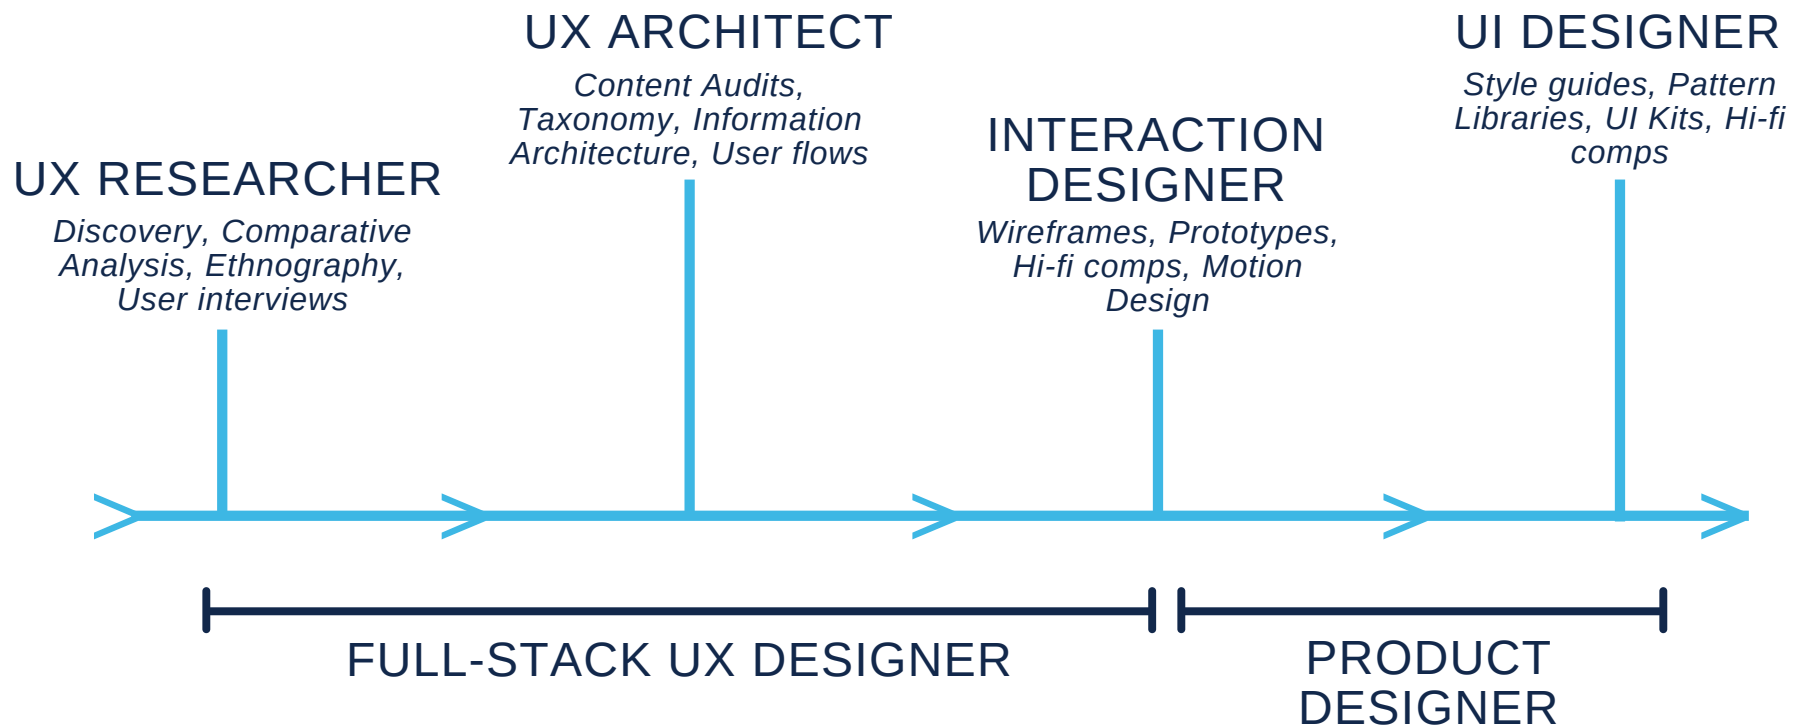 UX RESEARCHER
Discovery, Comparative
Analysis, Ethnography,
User interviews
UX ARCHITECT
Content Audits,
Taxonomy, Information
Architecture, User flows
INTERACTION
DESIGNER
Wireframes, Prototypes,
Hi-fi comps, Motion
Design
UI DESIGNER
Style guides, Pattern
Libraries, UI Kits, Hi-fi
comps
FULL-STACK UX DESIGNER
PRODUCT
DESIGNER